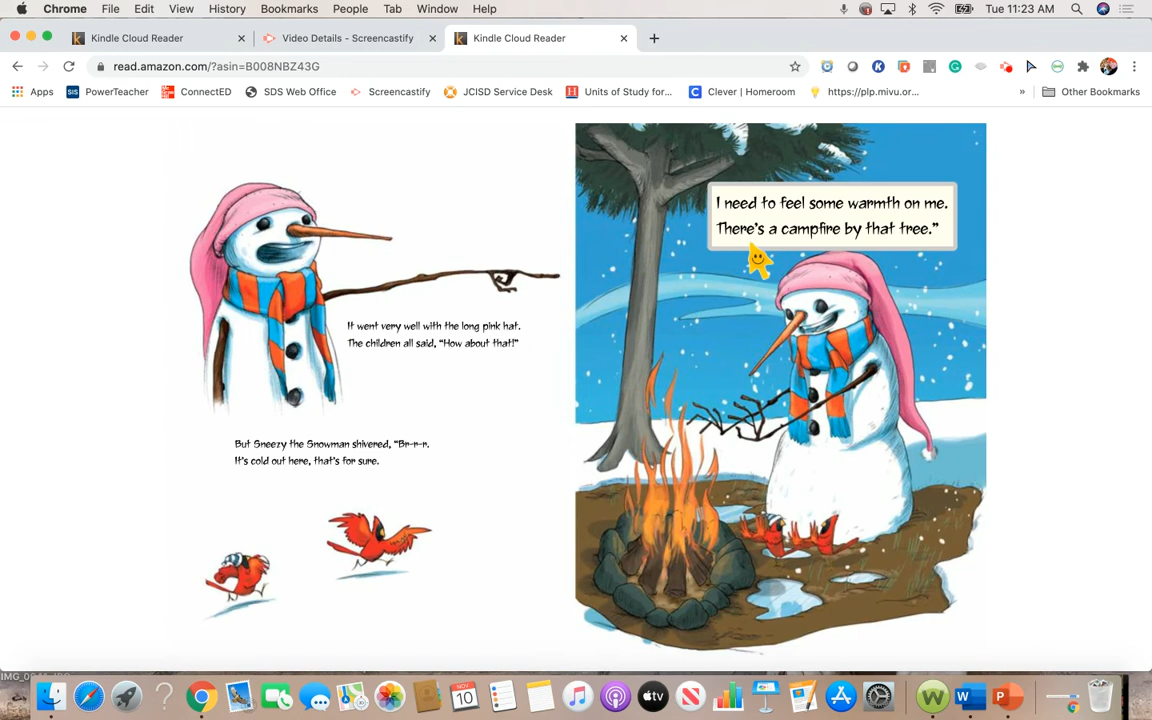 Chrome File Edit View History Bookmarks People Tab Window Help Tue 11:23 AM
Kindle Cloud Reader Video Details - Screencastify Kindle Cloud Reader
read.amazon.com/?asin=B008NBZ43G
Apps SIS PowerTeacher ConnectED SDS Web Office Screencastify JCISD Service Desk H Units of Study for... C Clever | Homeroom https://plp.mivu.or... » Other Bookmarks
It went very well with the long pink hat.
The children all said, “How about that!”
But Sneezy the Snowman shivered, “Br-r-r.
It's cold out here, that's for sure.
I need to feel some warmth on me.
There's a campfire by that tree.”
NOV
10